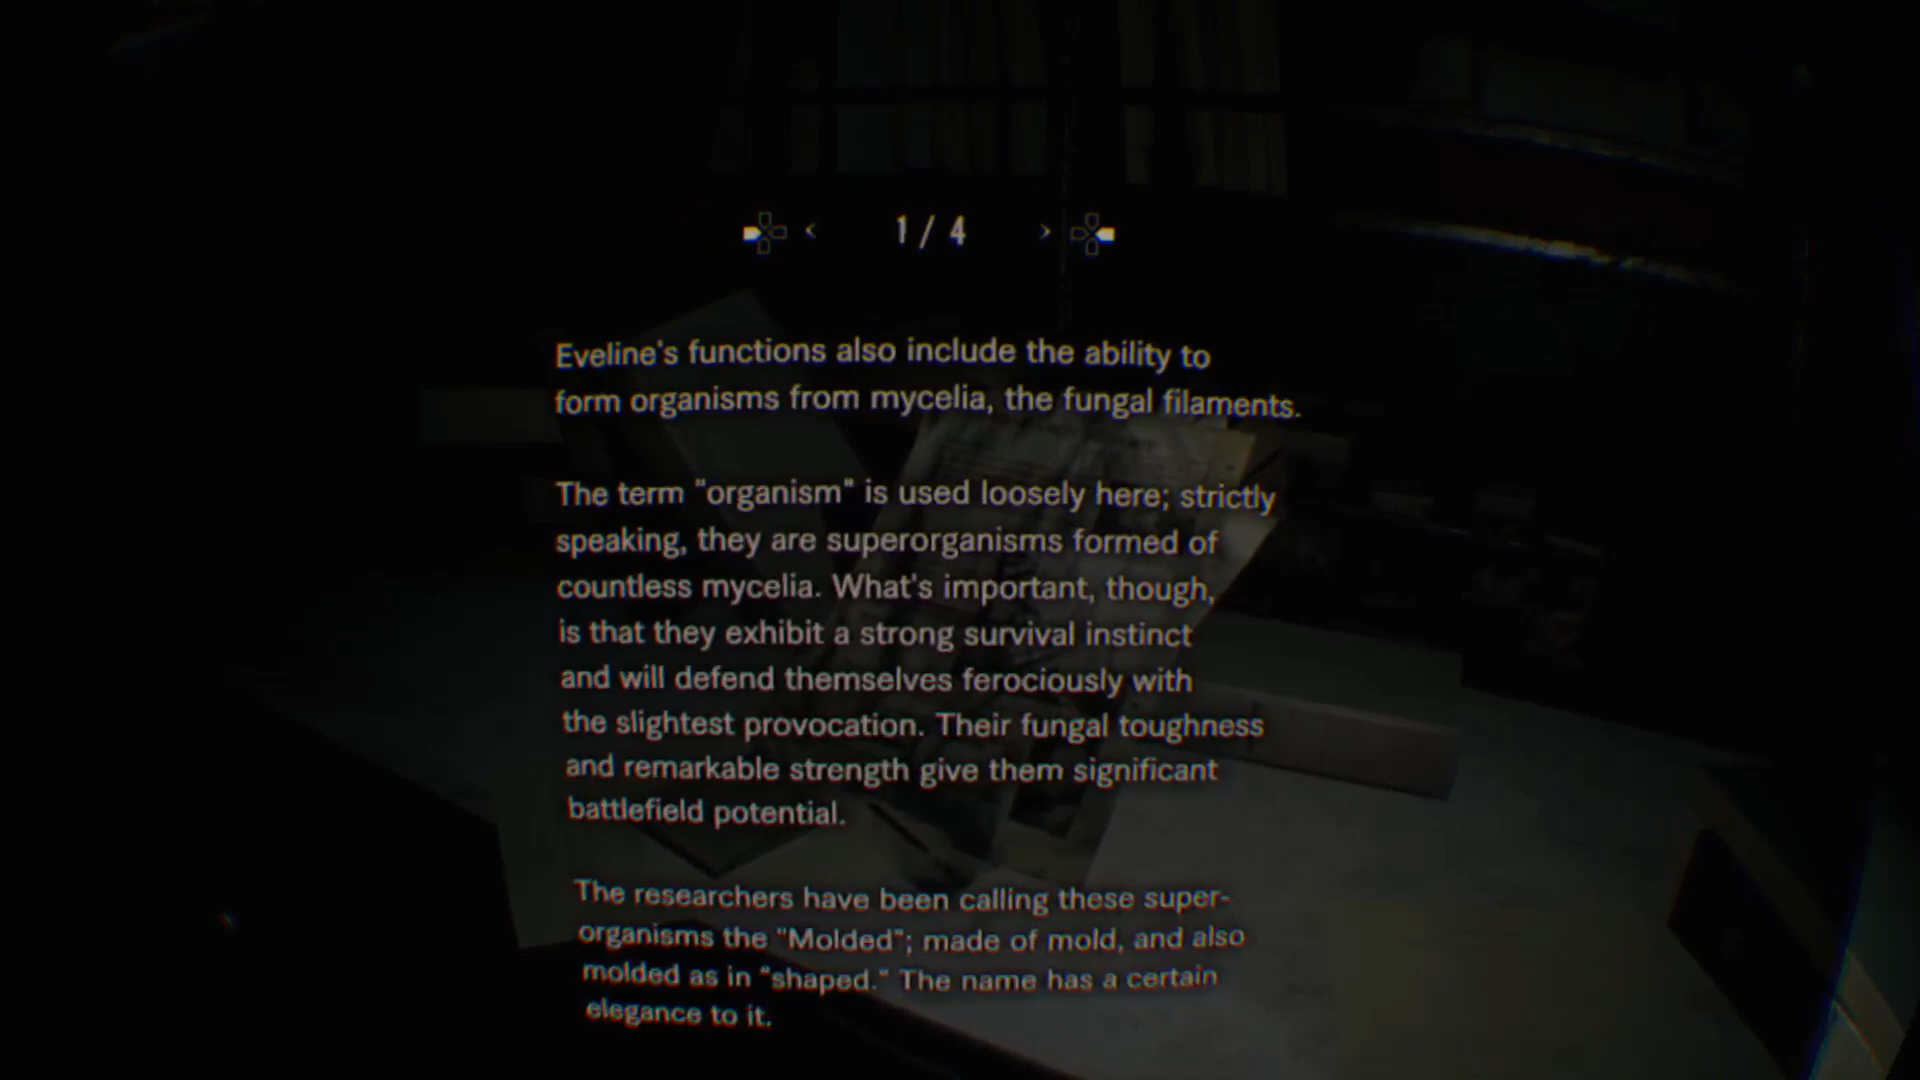 < 1 / 4 >
Eveline's functions also include the ability to
form organisms from mycelia, the fungal filaments.
The term "organism" is used loosely here; strictly
speaking, they are superorganisms formed of
countless mycelia. What's important, though,
is that they exhibit a strong survival instinct
and will defend themselves ferociously with
the slightest provocation. Their fungal toughness
and remarkable strength give them significant
battlefield potential.
The researchers have been calling these super-
organisms the "Molded"; made of mold, and also
molded as in "shaped." The name has a certain
elegance to it.